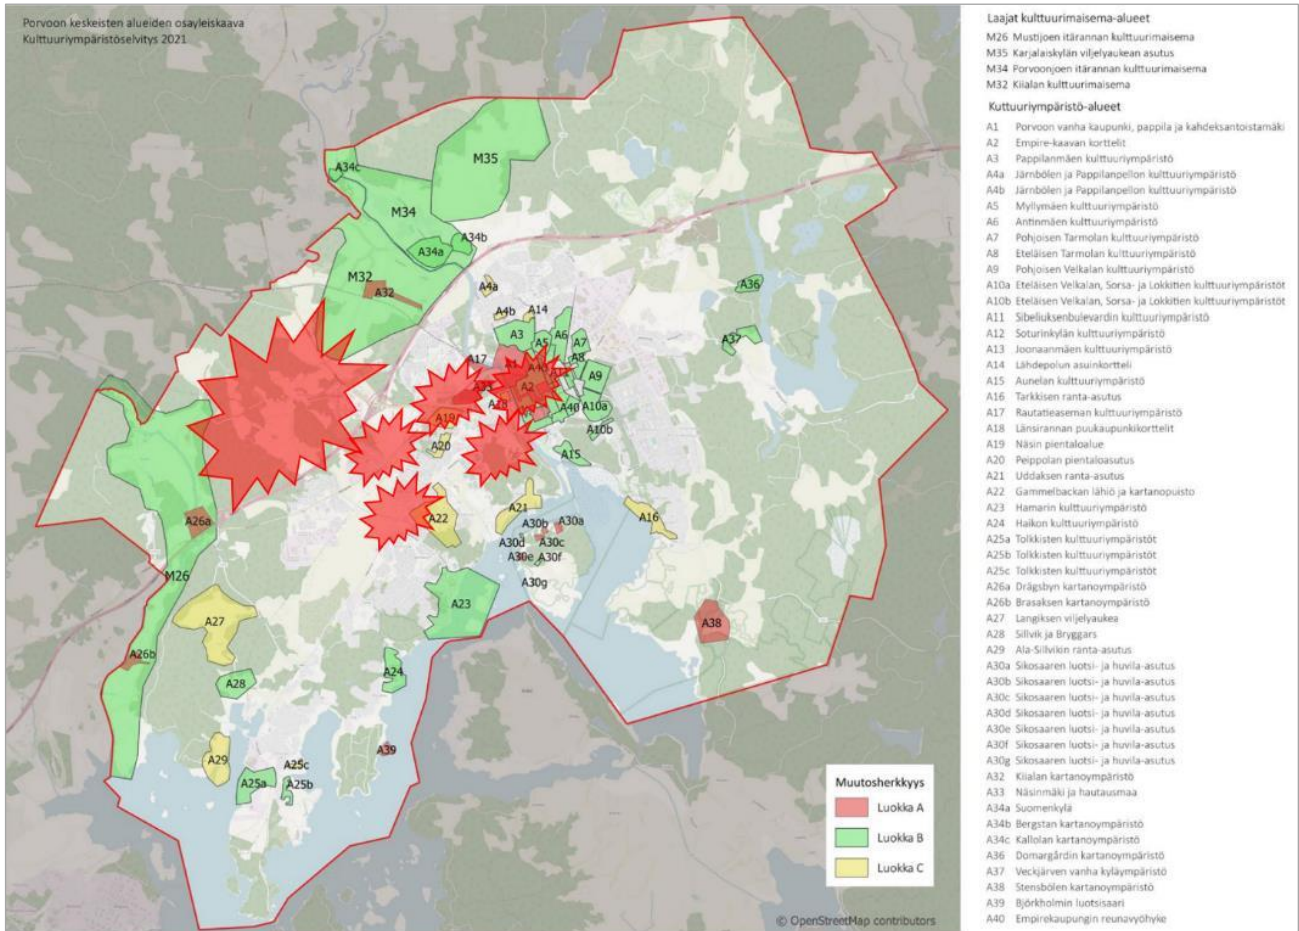 Porvoon keskeisten alueiden osayleiskaava
Kulttuuriympäristöselvitys 2021
M35
A34c
M34
A34b
A34a
M32
A32
A4a
A36
A4b
A14
A3
A6
A5
A7
A37
A8
A17
A1
A9
A33
A2
A18
A40
A10a
A19
A10b
A20
A15
A26a
A22
A21
A16
A30b
A30a
A30d
A30c
A30e
A30f
A30g
M26
A23
A27
A38
A26b
A24
A28
A39
A29
A25c
A25a
A25b
Muutosherkkyys
Luokka A
Luokka B
Luokka C
© OpenStreetMap contributors
Laajat kulttuurimaisema-alueet
M26 Mustijoen itärannan kulttuurimaisema
M35 Karjalaiskylän viljelyaukean asutus
M34 Porvoonjoen itärannan kulttuurimaisema
M32 Kiialan kulttuurimaisema
Kuttuuriympäristö-alueet
A1 Porvoon vanha kaupunki, pappila ja kahdeksantoistamäki
A2 Empire-kaavan korttelit
A3 Pappilanmäen kulttuuriympäristö
A4a Järnbölen ja Pappilanpellon kulttuuriympäristö
A4b Järnbölen ja Pappilanpellon kulttuuriympäristö
A5 Myllymäen kulttuuriympäristö
A6 Antinmäen kulttuuriympäristö
A7 Pohjoisen Tarmolan kulttuuriympäristö
A8 Eteläisen Tarmolan kulttuuriympäristö
A9 Pohjoisen Velkalan kulttuuriympäristö
A10a Eteläisen Velkalan, Sorsa- ja Lokkitien kulttuuriympäristöt
A10b Eteläisen Velkalan, Sorsa- ja Lokkitien kulttuuriympäristöt
A11 Sibeliuksenbulevardin kulttuuriympäristö
A12 Soturinkylän kulttuuriympäristö
A13 Joonaanmäen kulttuuriympäristö
A14 Lähdepolun asuinkortteli
A15 Aunelan kulttuuriympäristö
A16 Tarkkisen ranta-asutus
A17 Rautatieaseman kulttuuriympäristö
A18 Länsirannan puukaupunkikorttelit
A19 Näsin pientaloalue
A20 Peippolan pientaloasutus
A21 Uddaksen ranta-asutus
A22 Gammelbackan lähiö ja kartanopuisto
A23 Hamarin kulttuuriympäristö
A24 Haikon kulttuuriympäristö
A25a Tolkkisten kulttuuriympäristöt
A25b Tolkkisten kulttuuriympäristöt
A25c Tolkkisten kulttuuriympäristöt
A26a Drägsbyn kartanoympäristö
A26b Brasaksen kartanoympäristö
A27 Langiksen viljelyaukea
A28 Sillvik ja Bryggars
A29 Ala-Sillvikin ranta-asutus
A30a Sikosaaren luotsi- ja huvila-asutus
A30b Sikosaaren luotsi- ja huvila-asutus
A30c Sikosaaren luotsi- ja huvila-asutus
A30d Sikosaaren luotsi- ja huvila-asutus
A30e Sikosaaren luotsi- ja huvila-asutus
A30f Sikosaaren luotsi- ja huvila-asutus
A30g Sikosaaren luotsi- ja huvila-asutus
A32 Kiialan kartanoympäristö
A33 Näsinmäki ja hautausmaa
A34a Suomenkylä
A34b Bergstan kartanoympäristö
A34c Kallolan kartanoympäristö
A36 Domargårdin kartanoympäristö
A37 Veckjärven vanha kyläympäristö
A38 Stensbölen kartanoympäristö
A39 Björkholmin luotsisaari
A40 Empirekaupungin reunavyöhyke